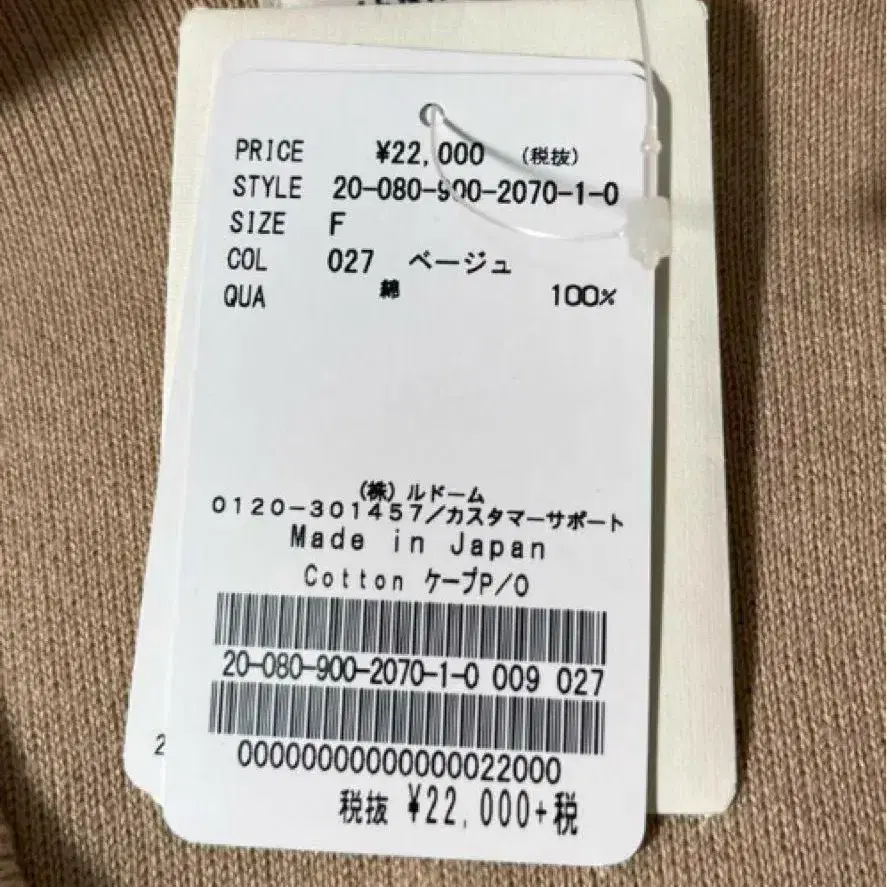 PRICE ¥22,000 (税抜)
STYLE 20-080-900-2070-1-0
SIZE F
COL 027 ベージュ
QUA 綿 100%
(株)ルドーム
0120-301457/カスタマーサポート
Made in Japan
Cotton ケープP/O
20-080-900-2070-1-0 009 027
2
00000000000000022000
税抜 ¥22,000+税